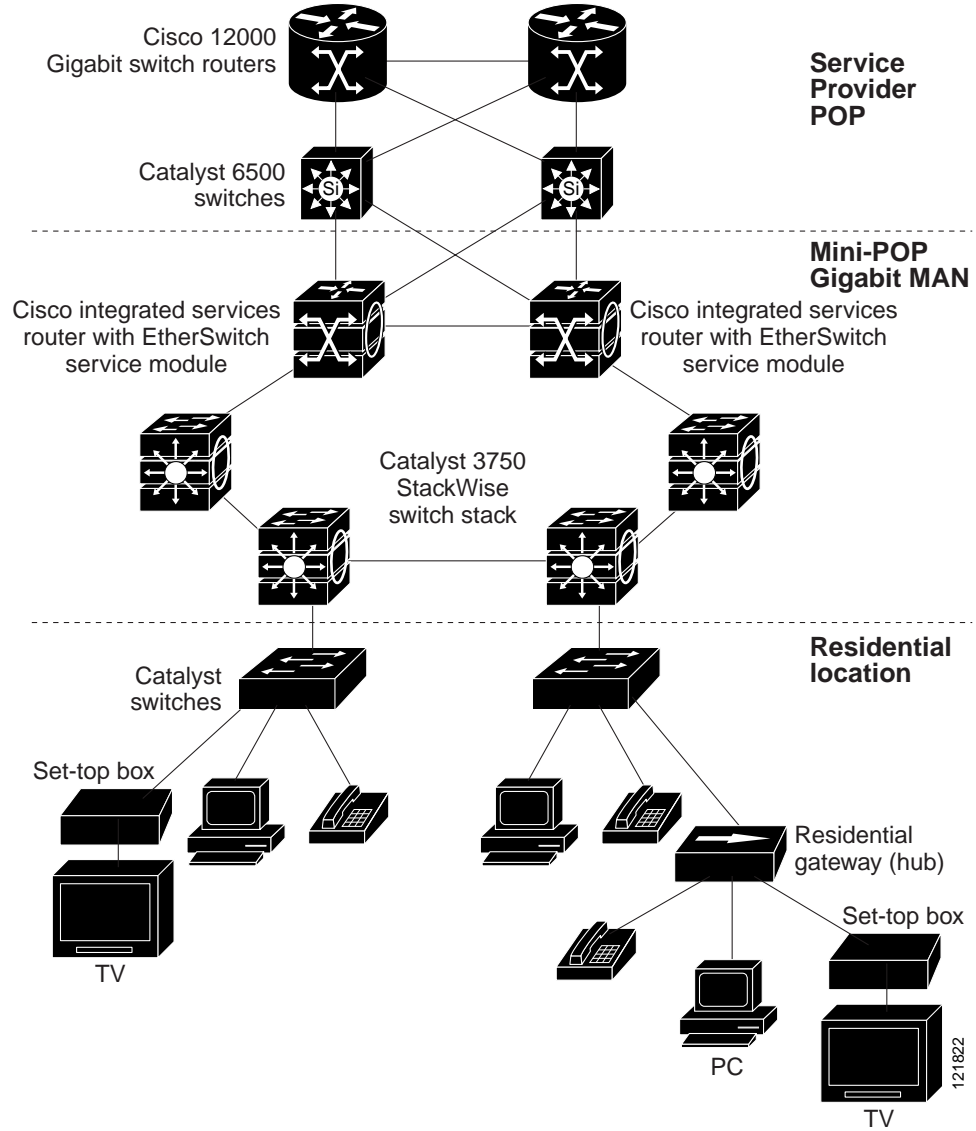 Cisco 12000
Gigabit switch routers
Service
Provider
POP
Catalyst 6500
switches
Si
Si
Mini-POP
Gigabit MAN
Cisco integrated services
router with EtherSwitch
service module
Cisco integrated services
router with EtherSwitch
service module
Catalyst 3750
StackWise
switch stack
Residential
location
Catalyst
switches
Set-top box
Residential
gateway (hub)
Set-top box
TV
PC
121822
TV